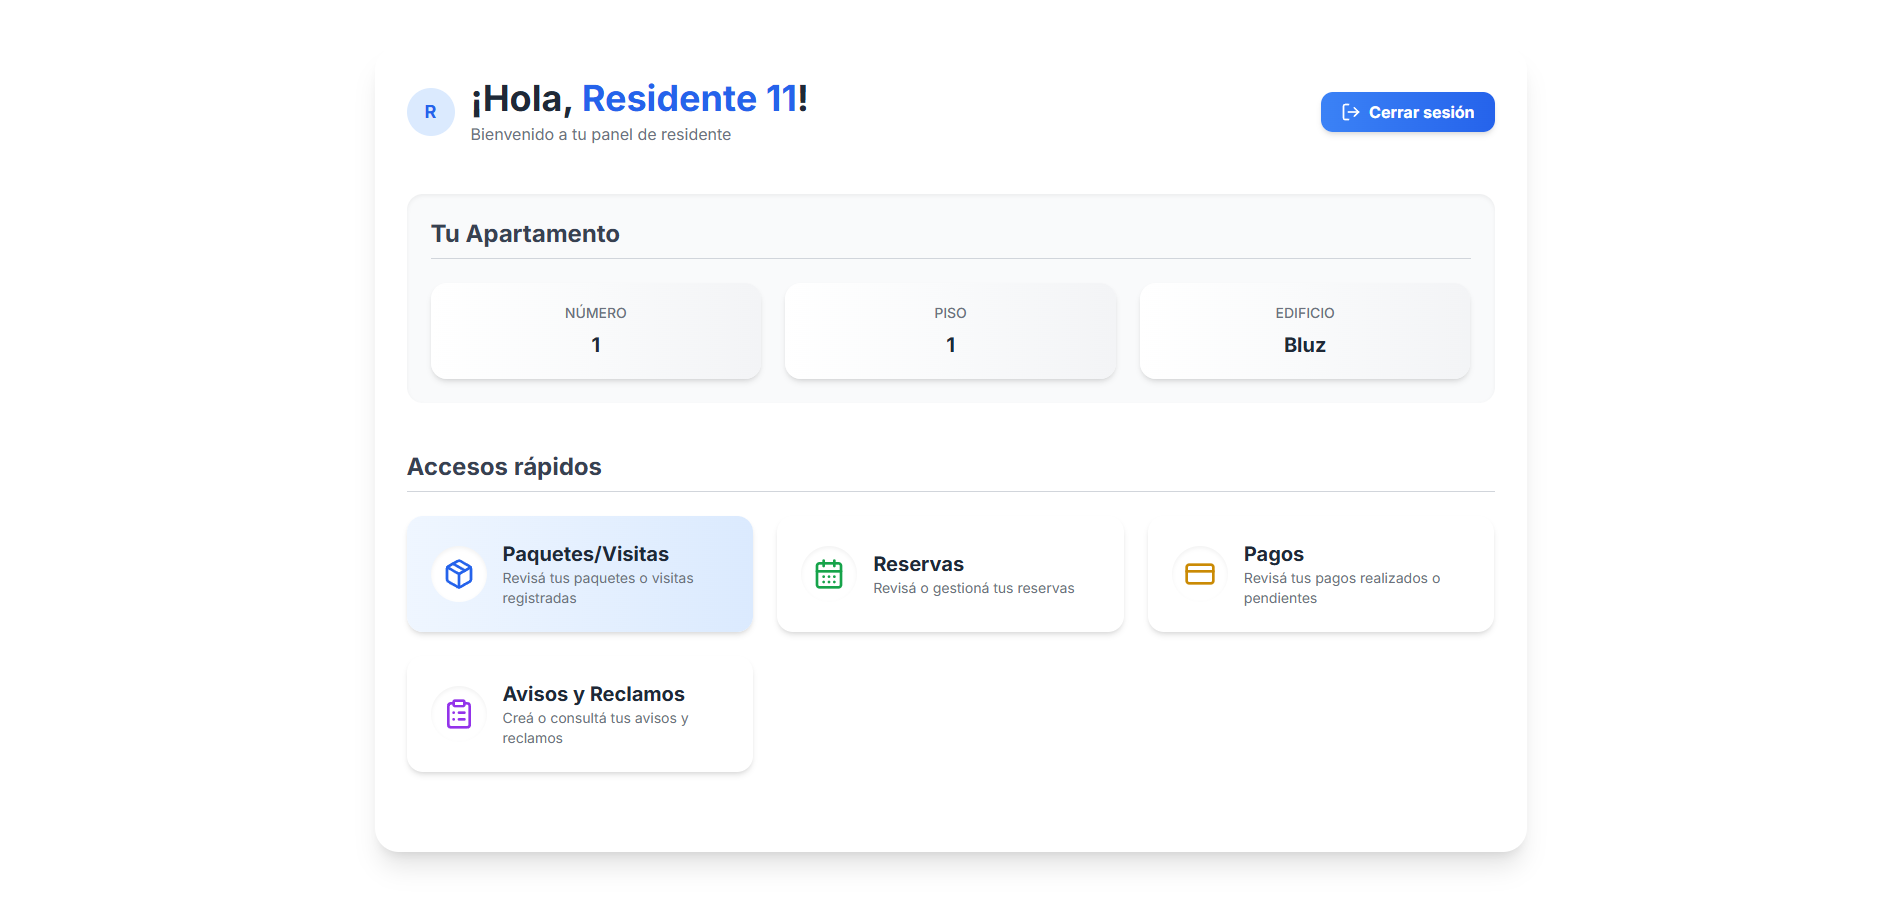 R
¡Hola, Residente 11!
Bienvenido a tu panel de residente
Cerrar sesión
Tu Apartamento
NÚMERO
1
PISO
1
EDIFICIO
Bluz
Accesos rápidos
Paquetes/Visitas
Revisá tus paquetes o visitas
registradas
Reservas
Revisá o gestioná tus reservas
Pagos
Revisá tus pagos realizados o
pendientes
Avisos y Reclamos
Creá o consultá tus avisos y
reclamos